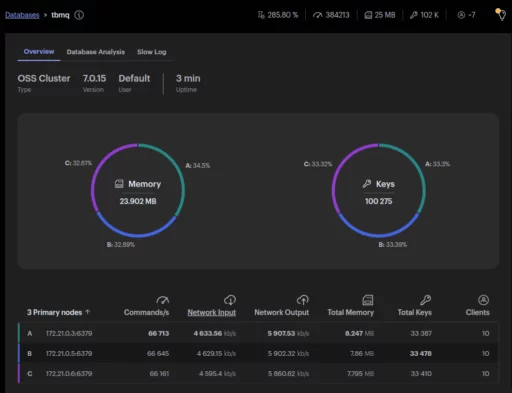 Databases > tbmq
285.80 % 384213 25 MB 102 K ~7
Overview Database Analysis Slow Log
OSS Cluster 7.0.15 Default 3 min
Type Version User Uptime
C: 32.61% A: 34.5%
Memory
23.902 MB
B: 32.89%
C: 33.32% A: 33.3%
Keys
100 275
B: 33.39%
3 Primary nodes ↑ Commands/s Network Input Network Output Total Memory Total Keys Clients
A 172.21.0.3:6379 66 713 4 633.56 kb/s 5 907.53 kb/s 8.247 MB 33 387 10
B 172.21.0.5:6379 66 645 4 629.15 kb/s 5 902.32 kb/s 7.86 MB 33 478 10
C 172.21.0.6:6379 66 161 4 595.4 kb/s 5 860.82 kb/s 7.795 MB 33 410 10